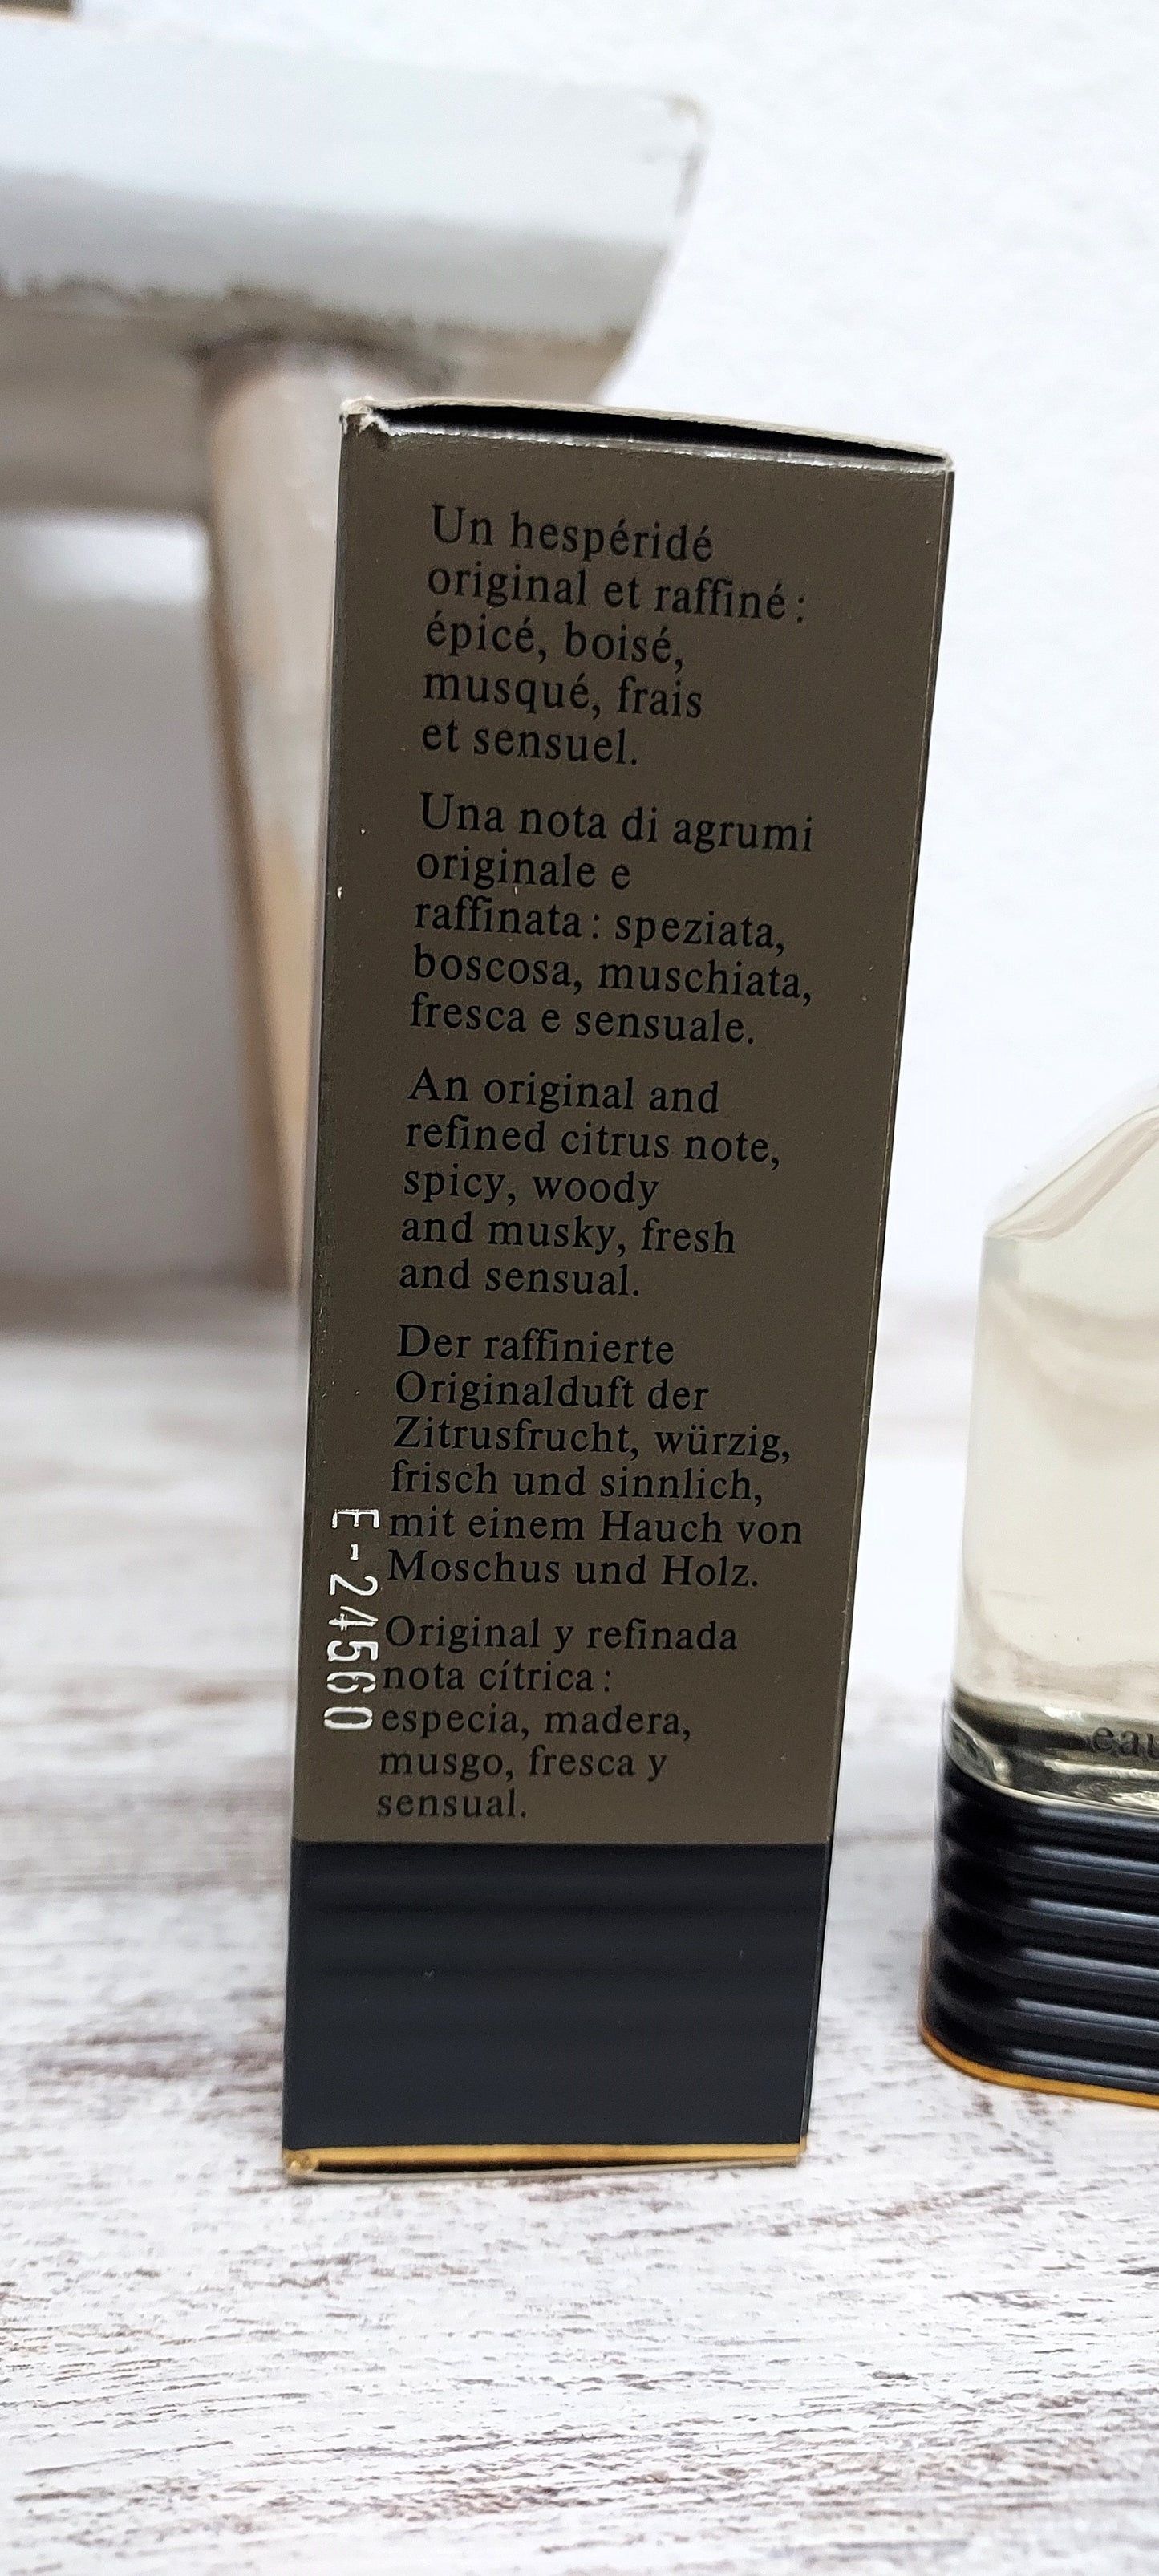 Un hespéridé
original et raffiné :
épicé, boisé,
musqué, frais
et sensuel.
Una nota di agrumi
originale e
raffinata : speziata,
boscosa, muschiata,
fresca e sensuale.
An original and
refined citrus note,
spicy, woody
and musky, fresh
and sensual.
Der raffinierte
Originalduft der
Zitrusfrucht, würzig,
frisch und sinnlich,
mit einem Hauch von
Moschus und Holz.
Original y refinada
nota cítrica :
especia, madera,
musgo, fresca y
sensual.
E-24560
eau